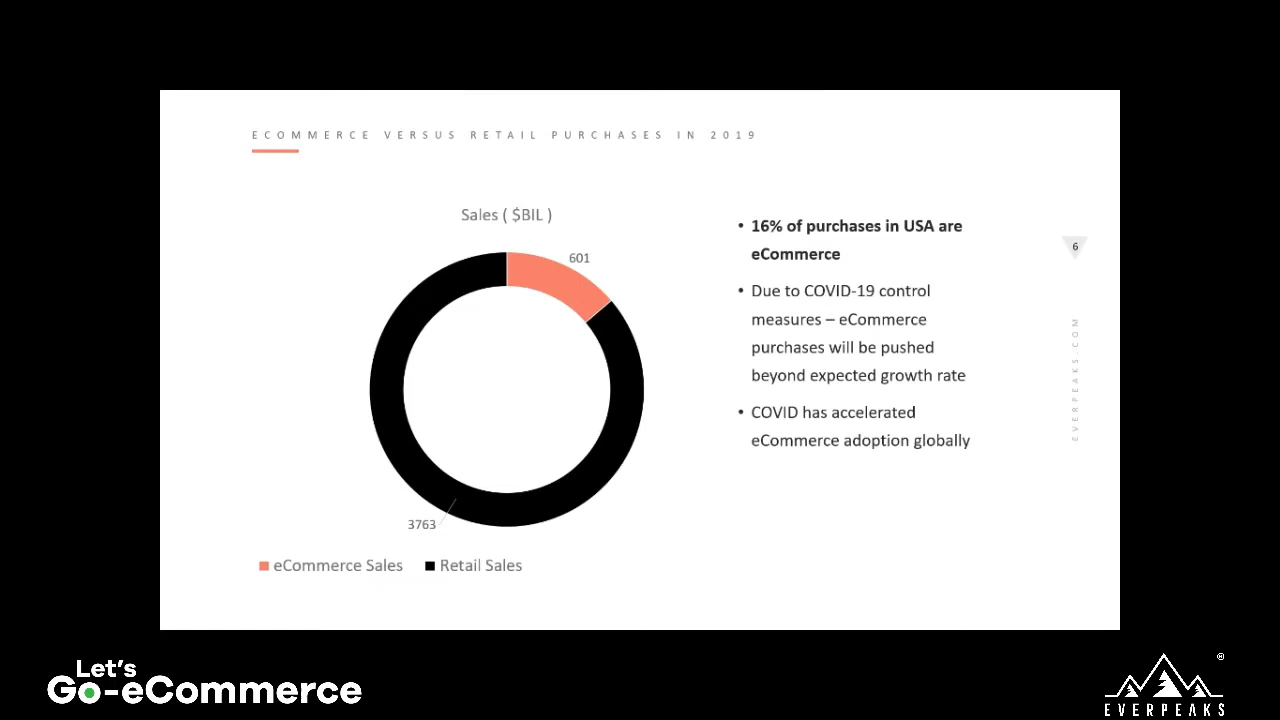 ECOMMERCE VERSUS RETAIL PURCHASES IN 2019
Sales ( $BIL )
601
3763
eCommerce Sales
Retail Sales
• 16% of purchases in USA are
eCommerce
• Due to COVID-19 control
measures – eCommerce
purchases will be pushed
beyond expected growth rate
• COVID has accelerated
eCommerce adoption globally
6
EVERPEAKS.COM
Let's
Go-eCommerce
®
EVERPEAKS